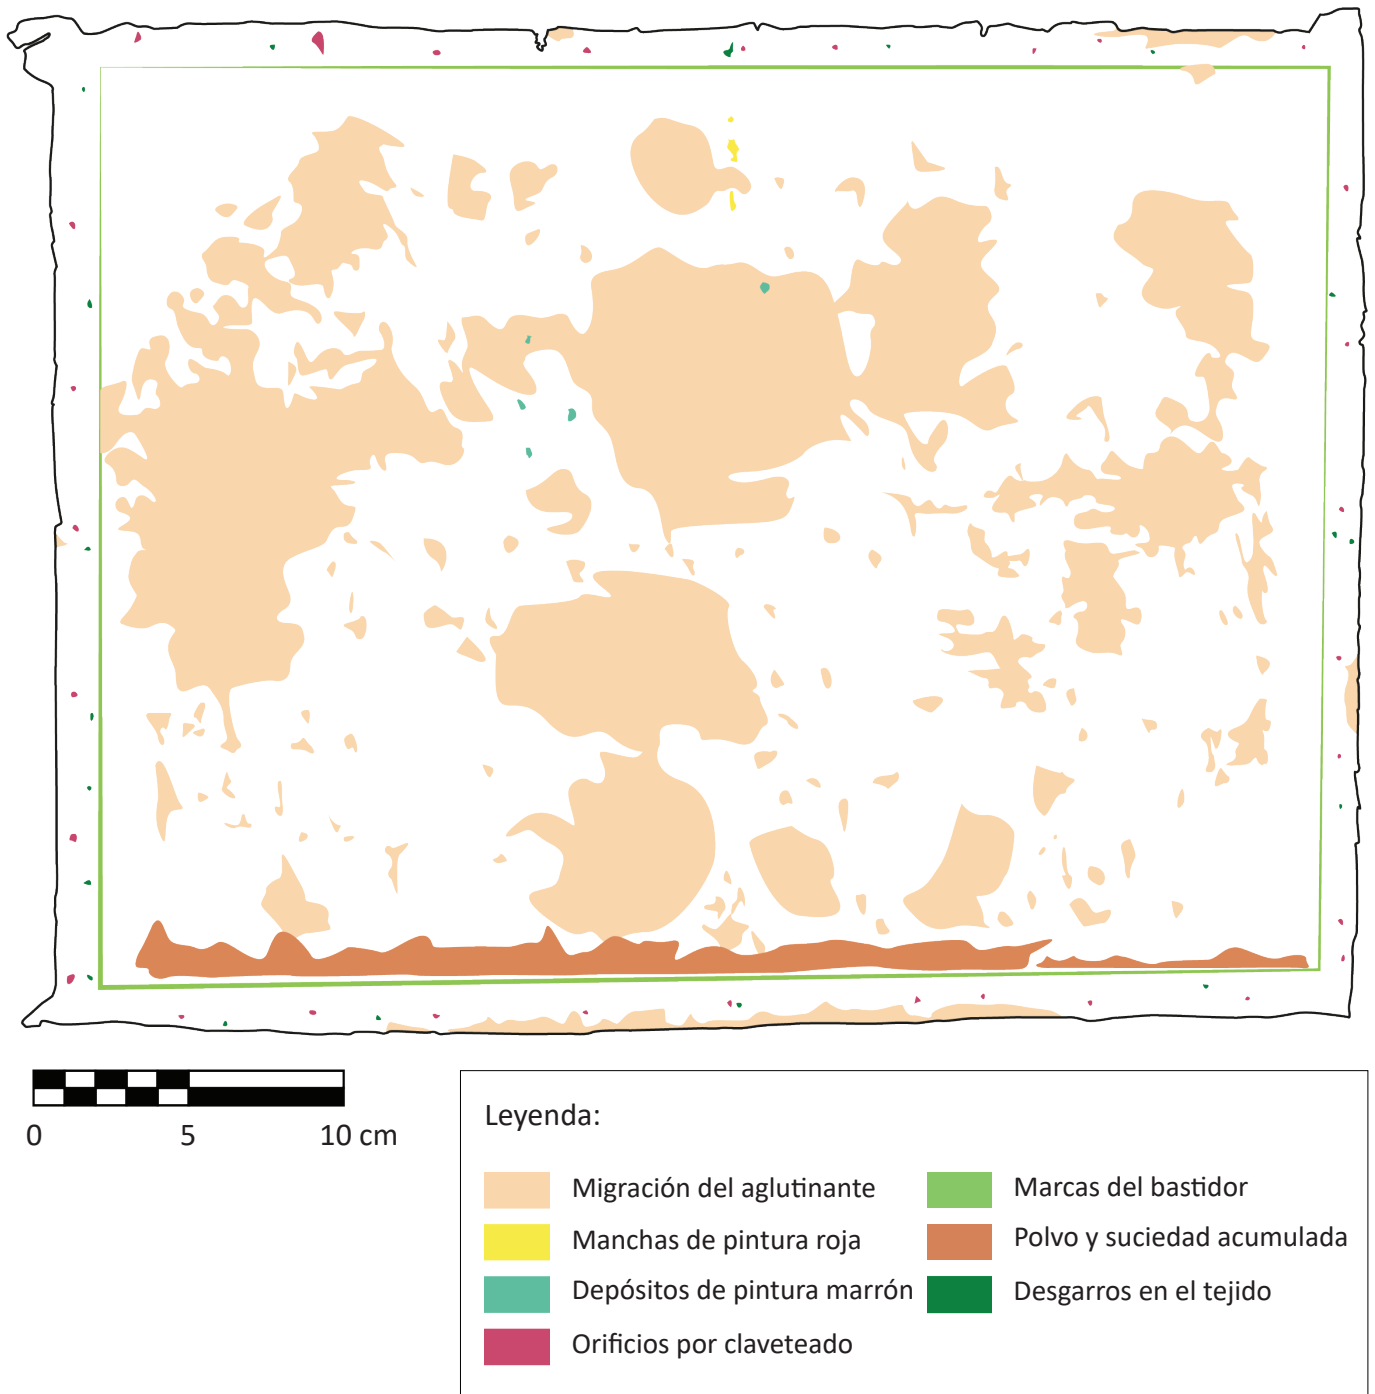 0 5 10 cm
Leyenda:
Migración del aglutinante
Manchas de pintura roja
Depósitos de pintura marrón
Orificios por claveteado
Marcas del bastidor
Polvo y suciedad acumulada
Desgarros en el tejido